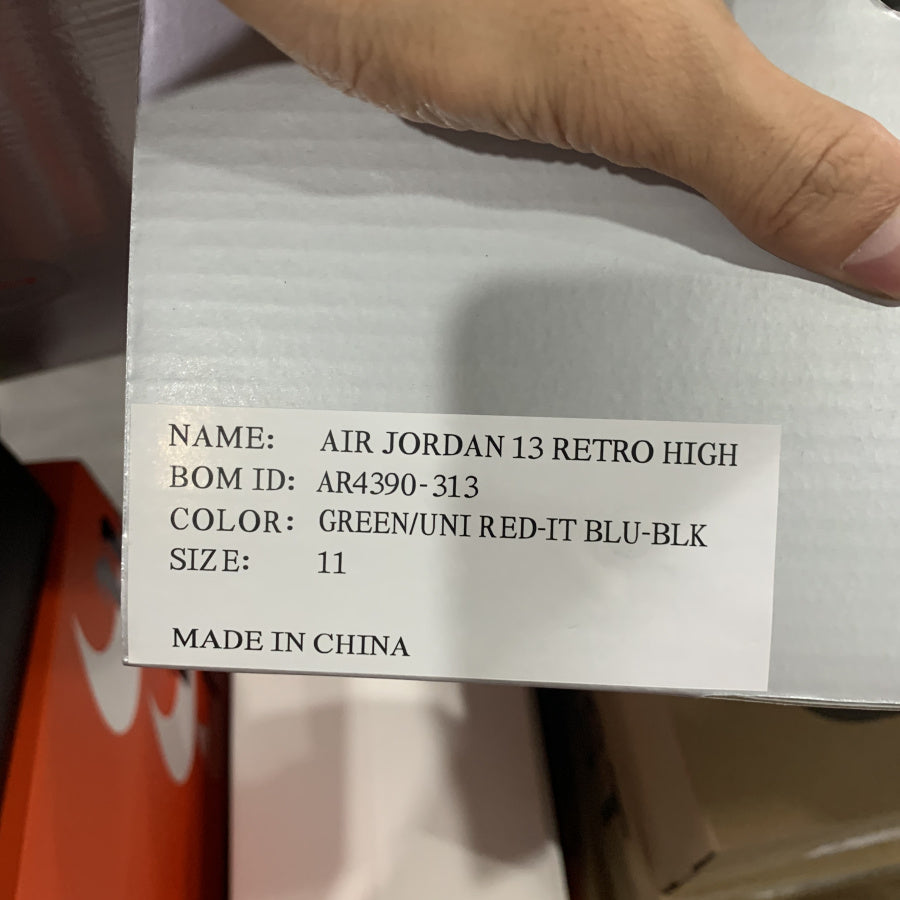 NAME: AIR JORDAN 13 RETRO HIGH
BOM ID: AR4390-313
COLOR: GREEN/UNI RED-IT BLU-BLK
SIZE: 11
MADE IN CHINA